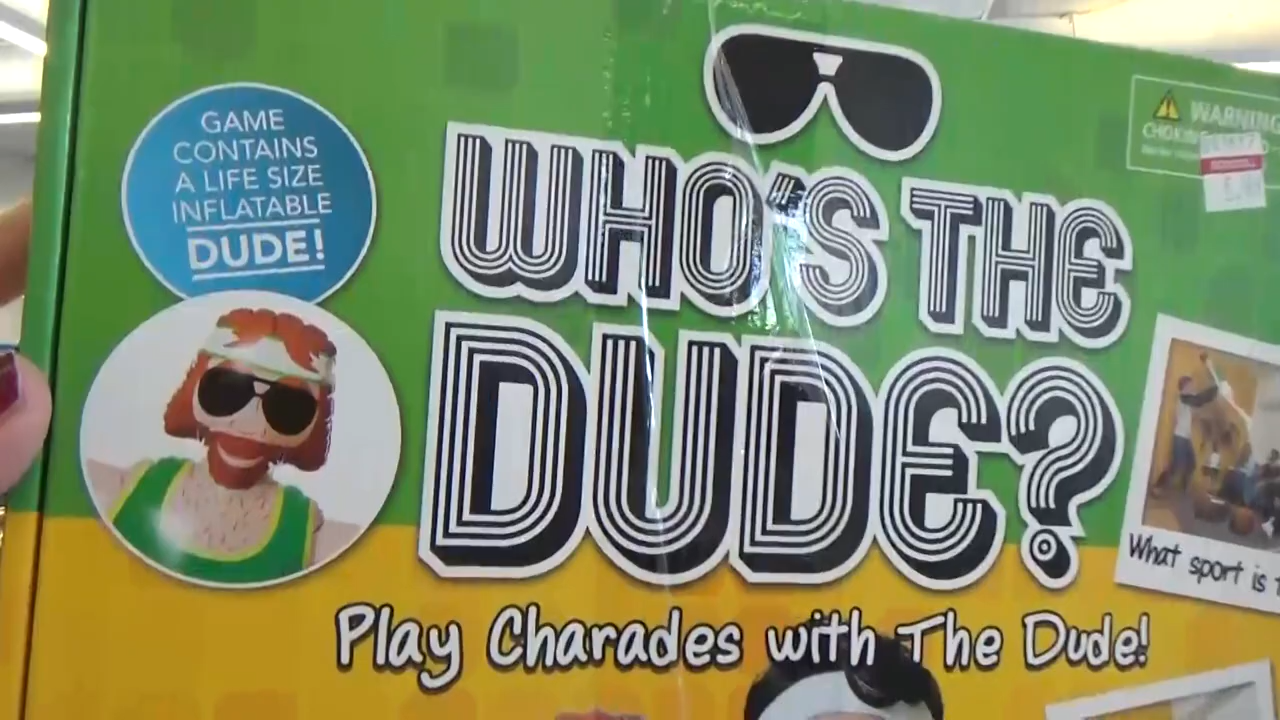 GAME
CONTAINS
A LIFE SIZE
INFLATABLE
DUDE!
WHO'S THE
DUDE?
Play Charades with The Dude!
WARNING
What sport is